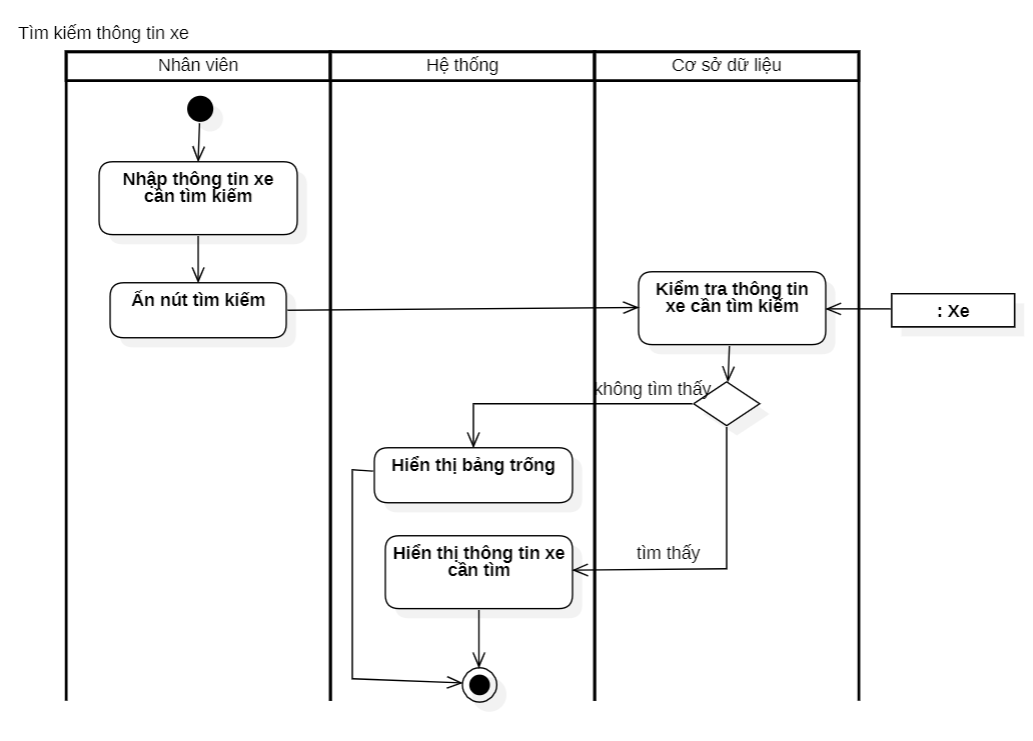 Tìm kiếm thông tin xe
Nhân viên
Hệ thống
Cơ sở dữ liệu
Nhập thông tin xe
cần tìm kiếm
Ấn nút tìm kiếm
Kiểm tra thông tin
xe cần tìm kiếm
: Xe
không tìm thấy
Hiển thị bảng trống
Hiển thị thông tin xe
cần tìm
tìm thấy